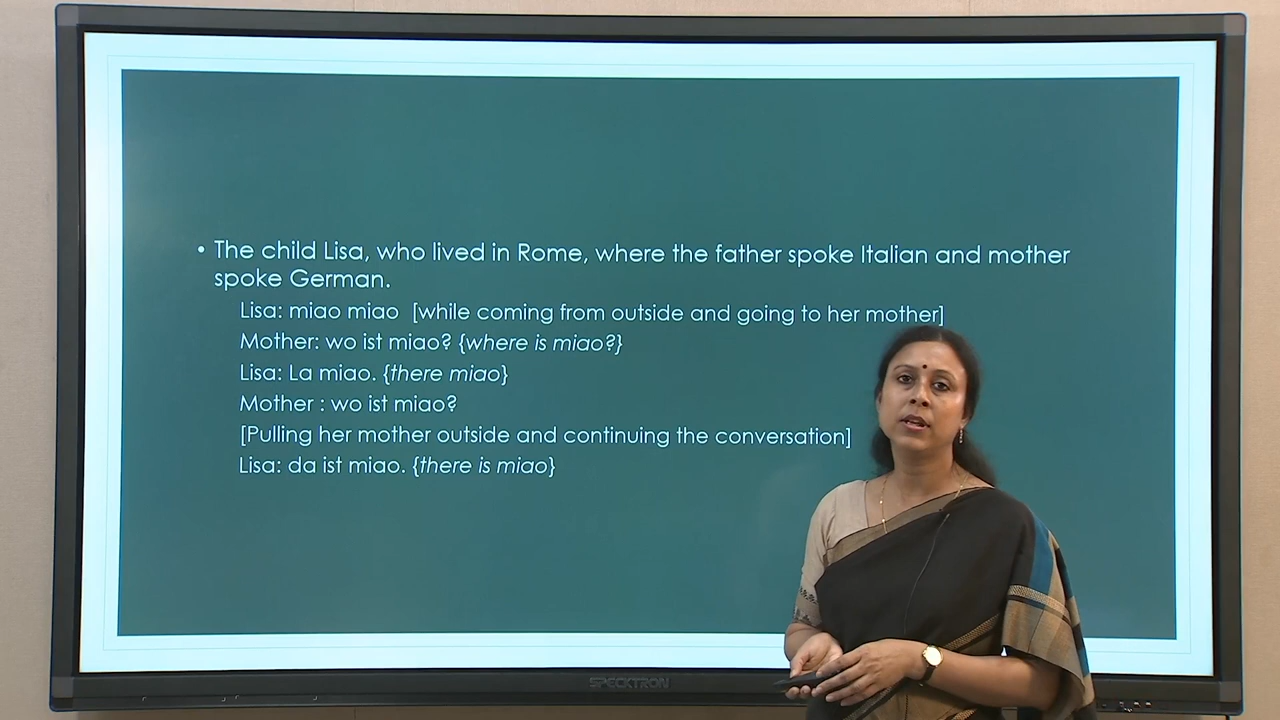 • The child Lisa, who lived in Rome, where the father spoke Italian and mother
spoke German.
Lisa: miao miao [while coming from outside and going to her mother]
Mother: wo ist miao? {where is miao?}
Lisa: La miao. {there miao}
Mother : wo ist miao?
[Pulling her mother outside and continuing the conversation]
Lisa: da ist miao. {there is miao}
SPECKTRON